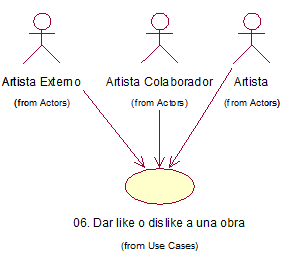 Artista Externo Artista Colaborador Artista
(from Actors) (from Actors) (from Actors)
06. Dar like o dislike a una obra
(from Use Cases)